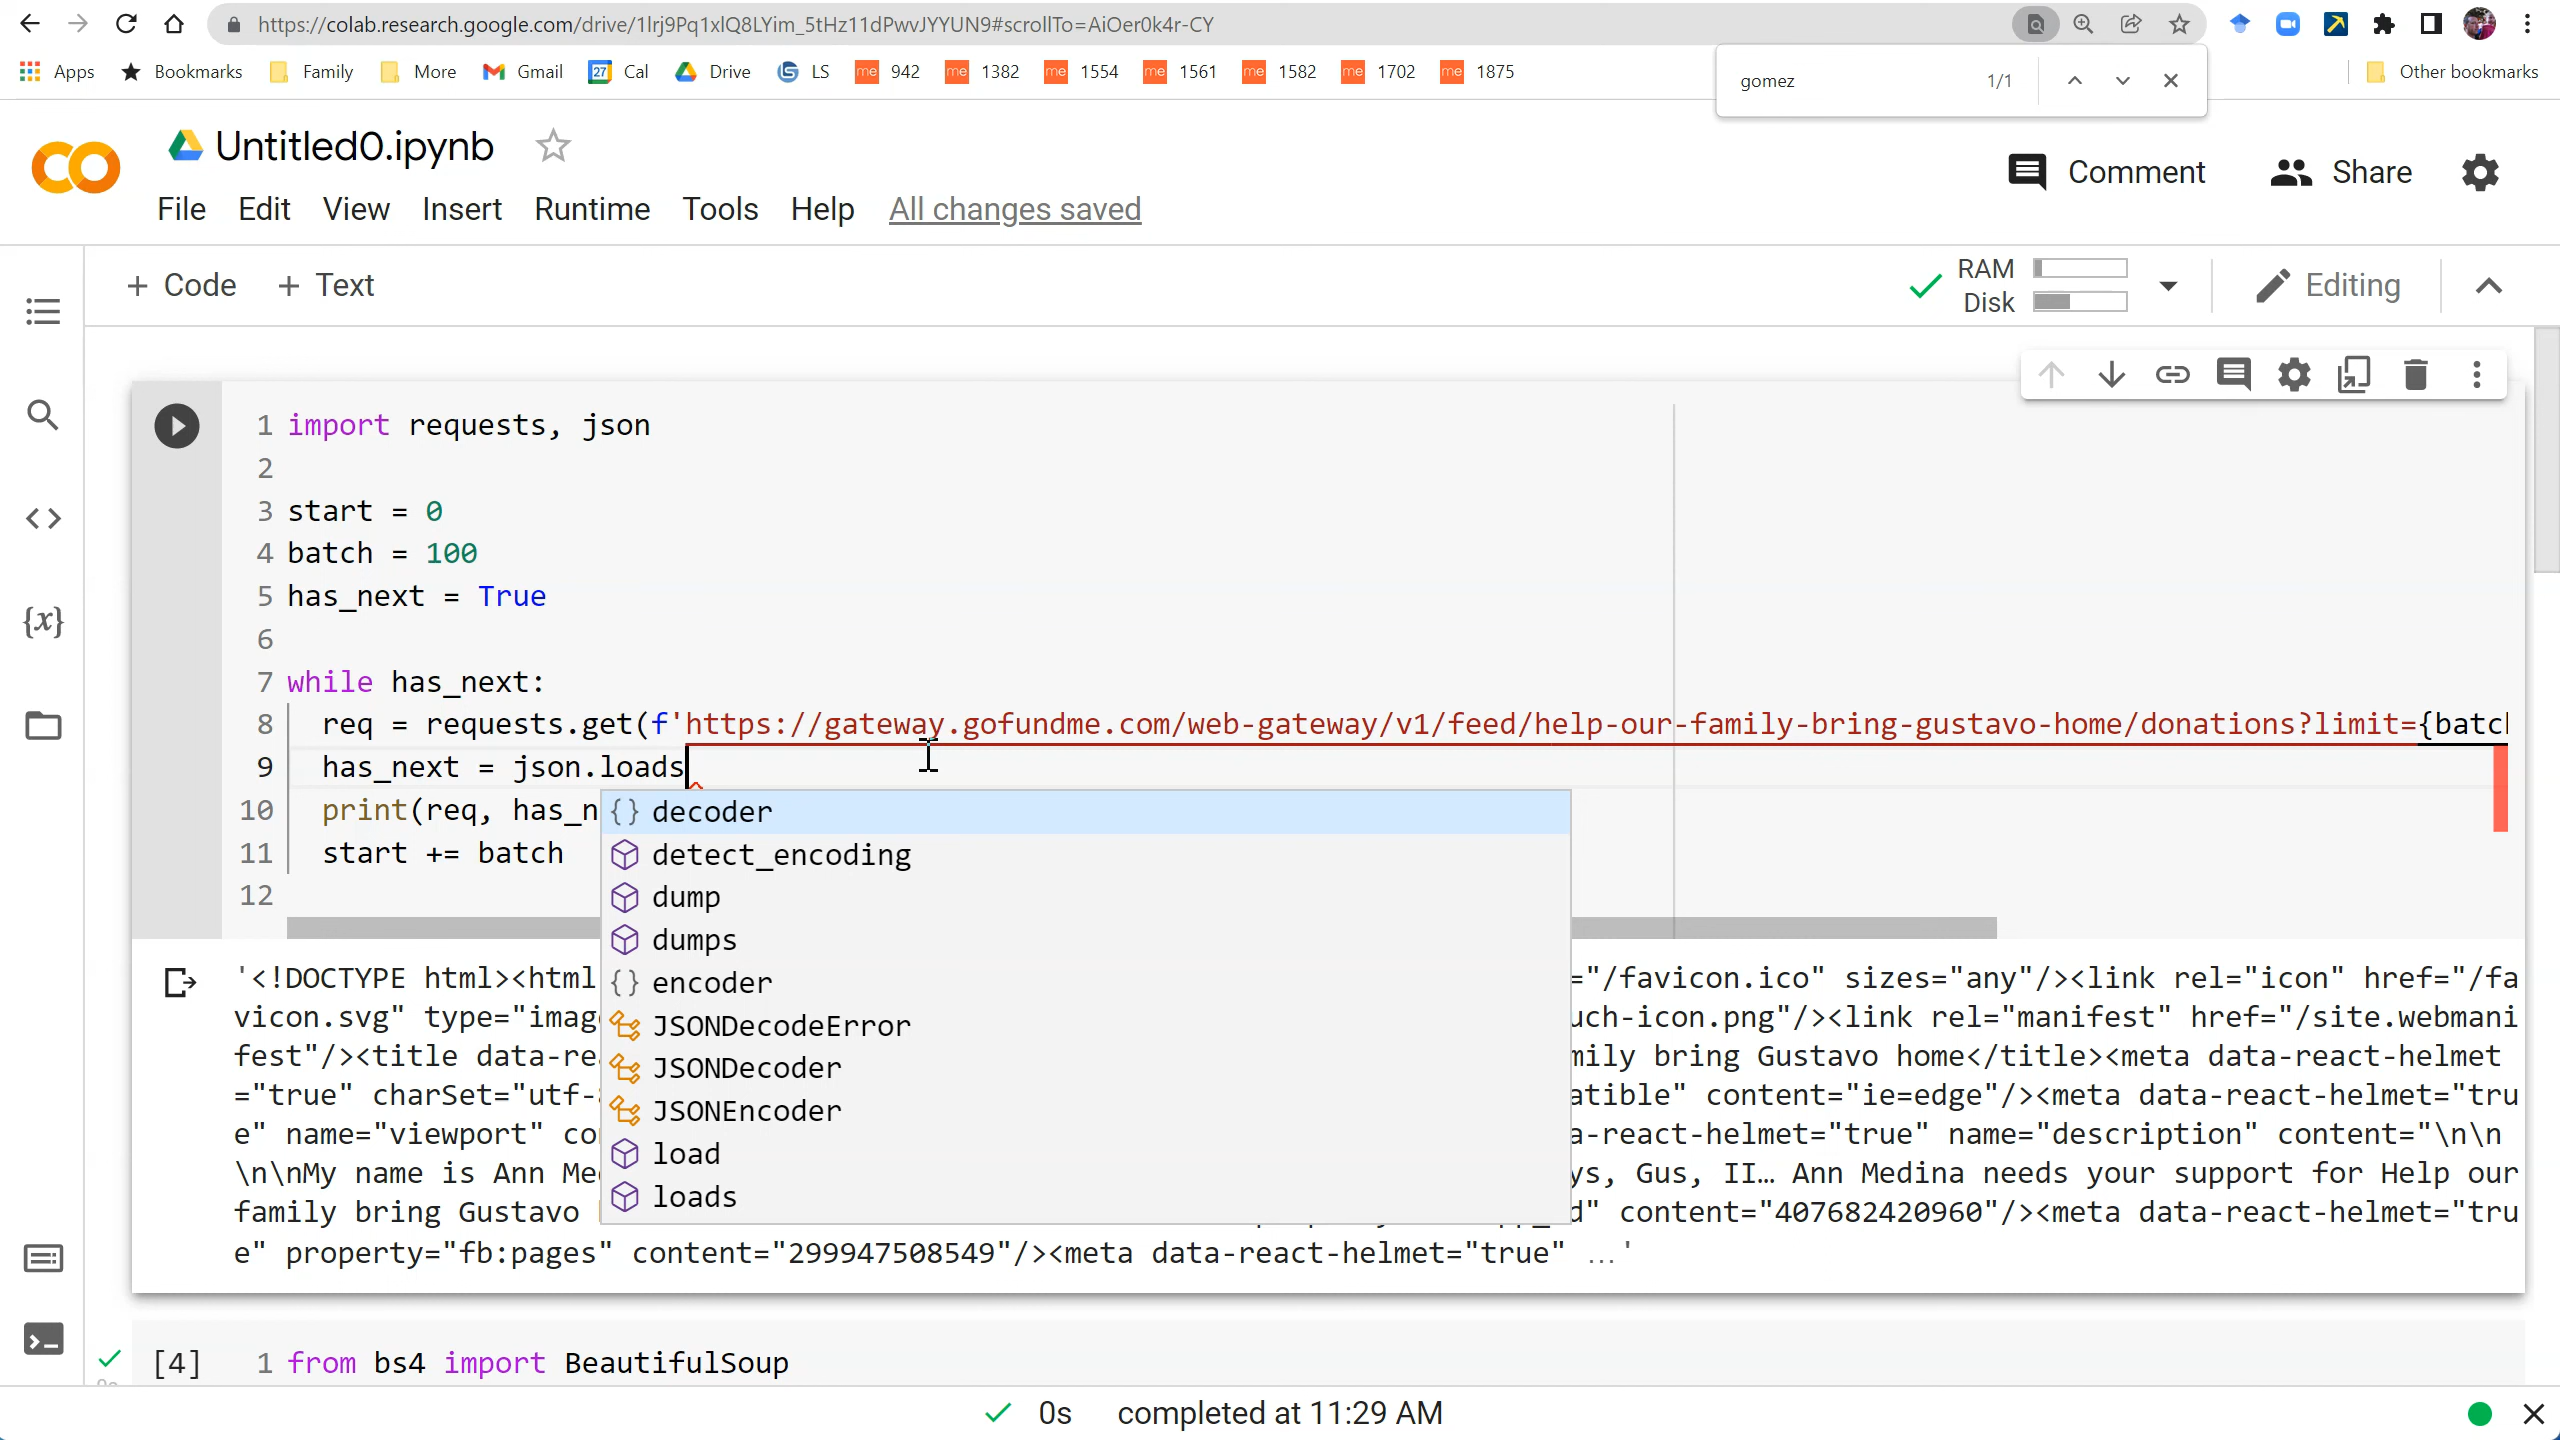 https://colab.research.google.com/drive/1lrj9Pq1xlQ8LYim_5tHz11dPwvJYYUN9#scrollTo=AiOer0k4r-CY
Apps Bookmarks Family More Gmail 27 Cal Drive LS me 942 me 1382 me 1554 me 1561 me 1582 me 1702 me 1875 Other bookmarks
gomez 1/1
Untitled0.ipynb
Comment Share
File Edit View Insert Runtime Tools Help All changes saved
+ Code + Text
RAM
Disk
Editing
1 import requests, json
2
3 start = 0
4 batch = 100
5 has_next = True
6
7 while has_next:
8 req = requests.get(f'https://gateway.gofundme.com/web-gateway/v1/feed/help-our-family-bring-gustavo-home/donations?limit={batch
9 has_next = json.loads
10 print(req, has_n
11 start += batch
12
{} decoder
detect_encoding
dump
dumps
{} encoder
JSONDecodeError
JSONDecoder
JSONEncoder
load
loads
'<!DOCTYPE html><html ="/favicon.ico" sizes="any"/><link rel="icon" href="/fa
vicon.svg" type="imag uch-icon.png"/><link rel="manifest" href="/site.webmani
fest"/><title data-re mily bring Gustavo home</title><meta data-react-helmet
="true" charSet="utf- atible" content="ie=edge"/><meta data-react-helmet="tru
e" name="viewport" co a-react-helmet="true" name="description" content="\n\n
\n\nMy name is Ann Me ys, Gus, II… Ann Medina needs your support for Help our
family bring Gustavo d" content="407682420960"/><meta data-react-helmet="tru
e" property="fb:pages" content="299947508549"/><meta data-react-helmet="true" ...'
[4] 1 from bs4 import BeautifulSoup
0s completed at 11:29 AM